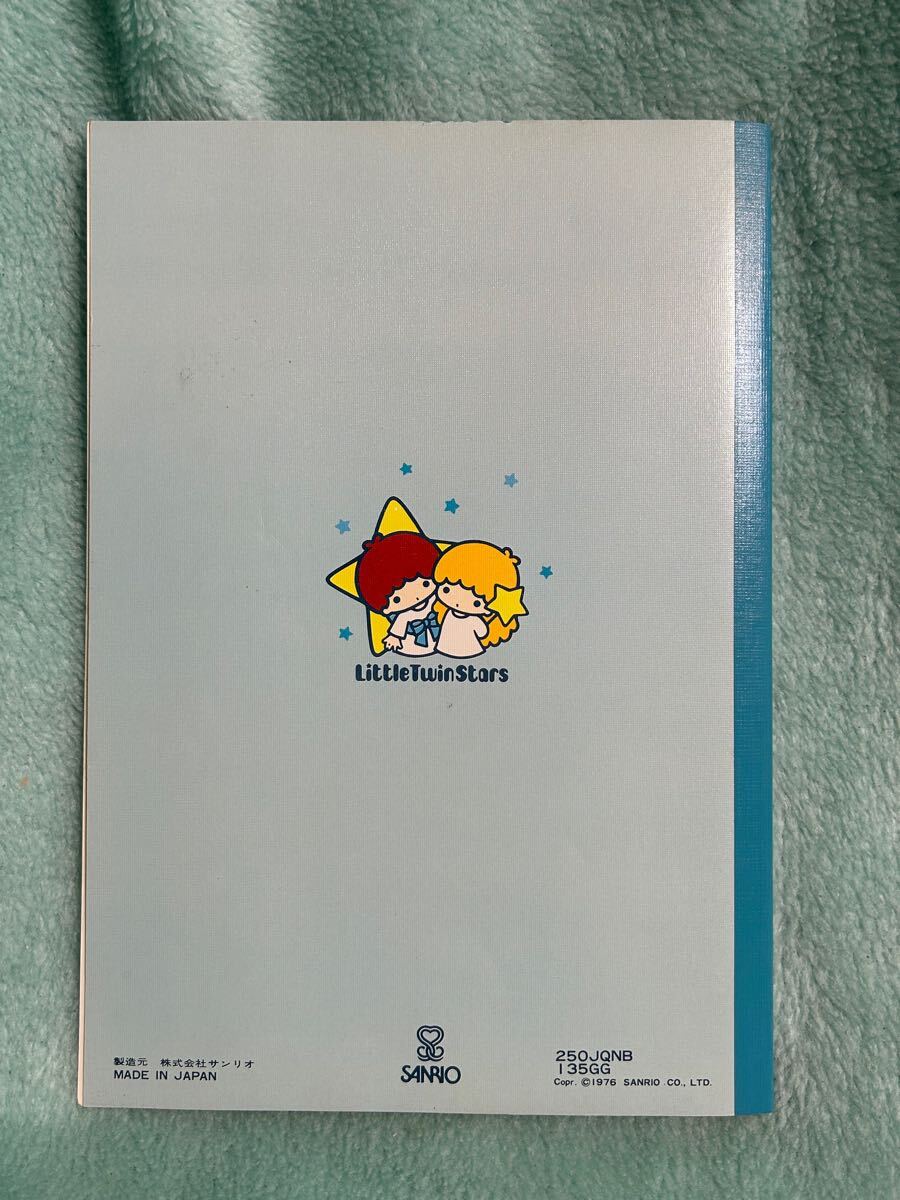 LittleTwinStars
製造元 株式会社サンリオ
MADE IN JAPAN
SANRIO
250JQNB
135GG
Copr. ©1976 SANRIO CO., LTD.